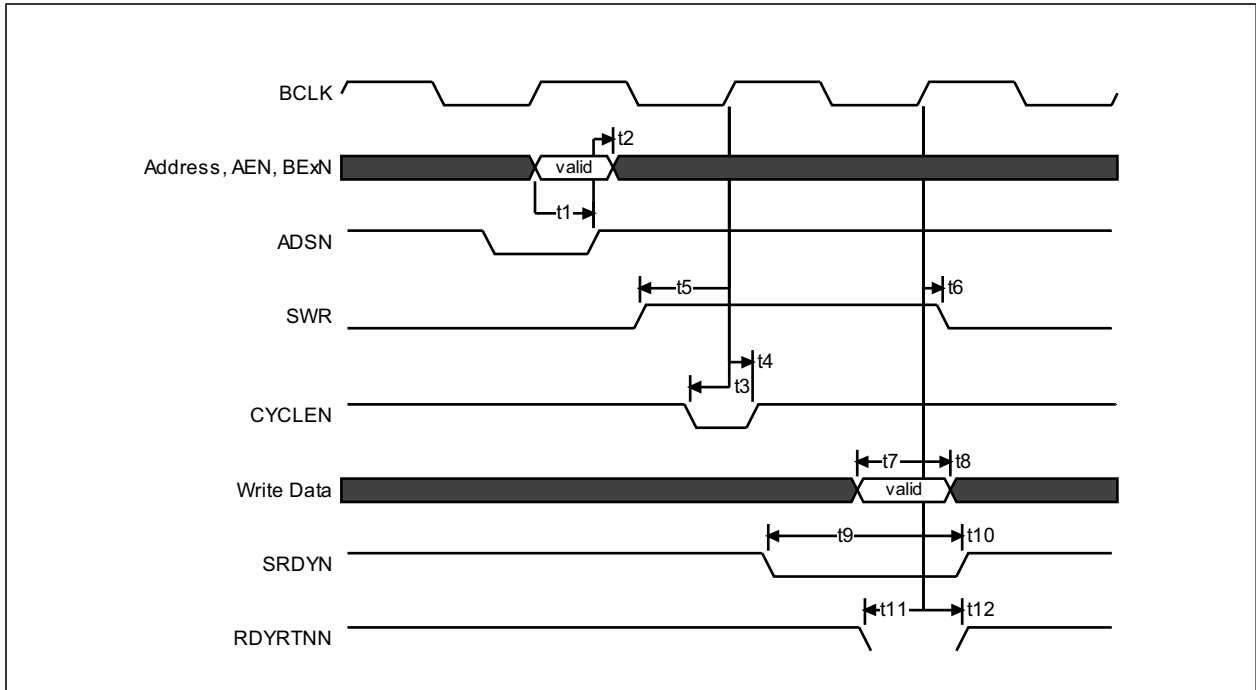 BCLK
t2
Address, AEN, BExN
valid
t1
ADSN
t5
t6
SWR
t4
t3
CYCLEN
t7
t8
Write Data
valid
t9
t10
SRDYN
t11
t12
RDYRTNN